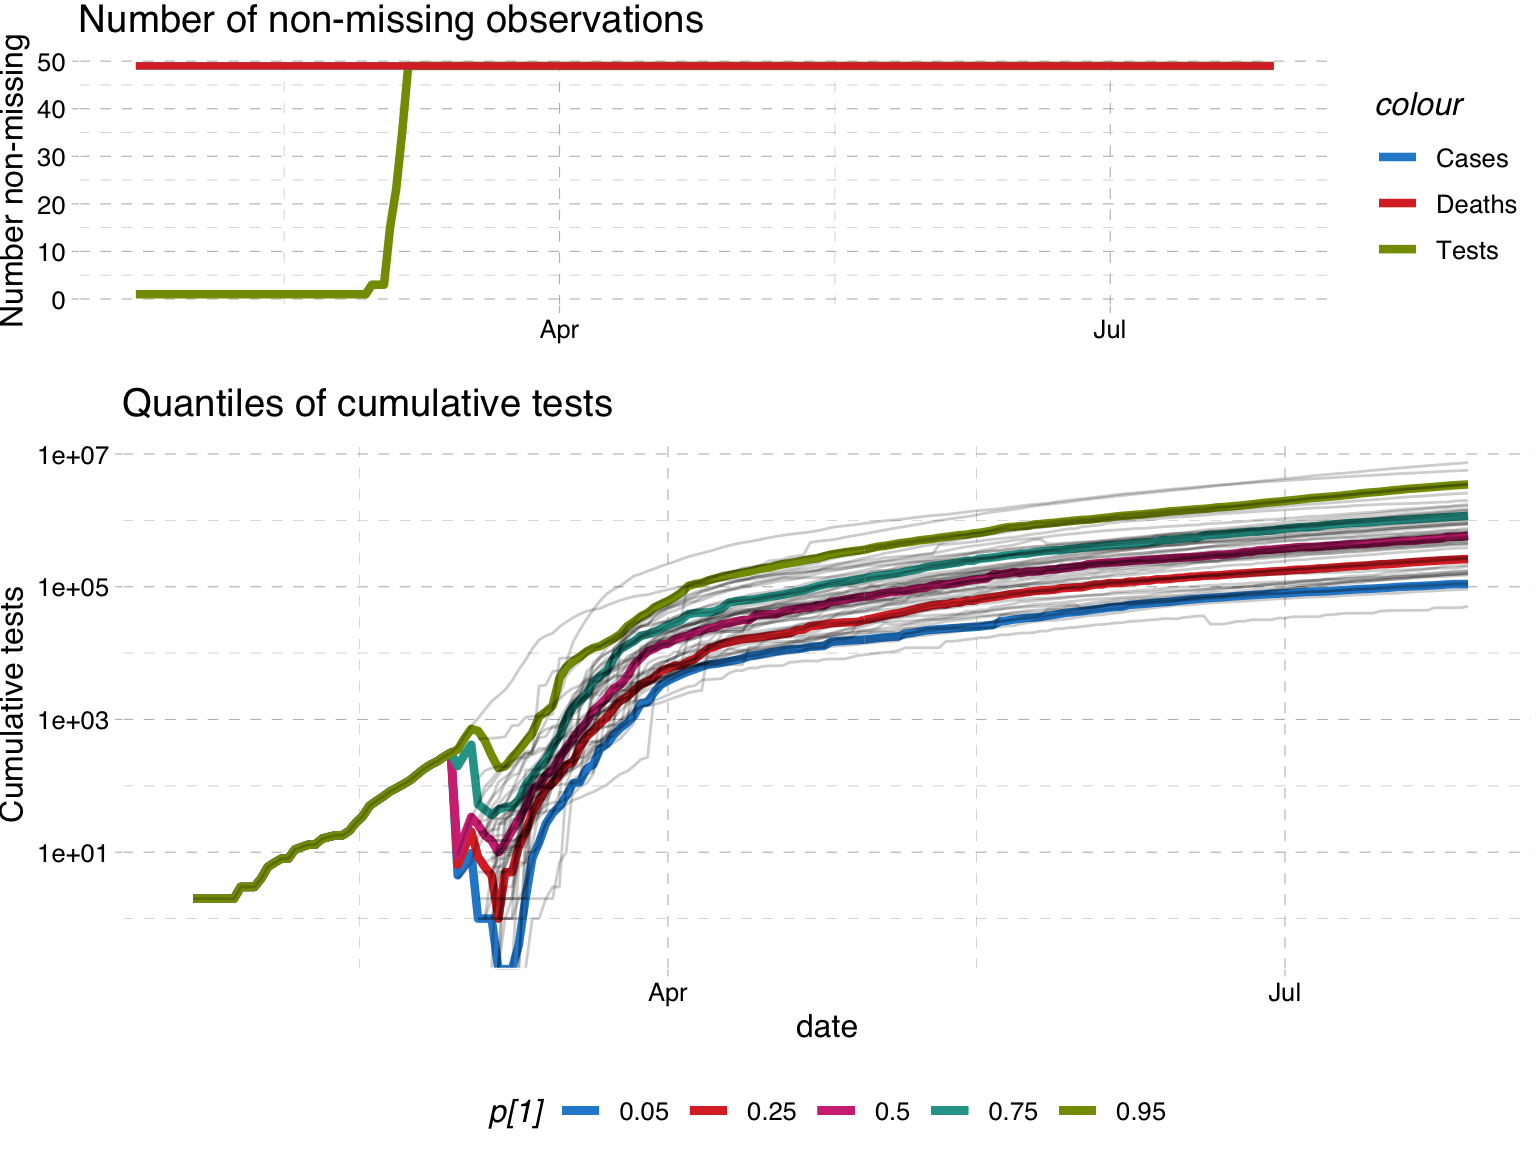 Number of non-missing observations
Number non-missing
50
40
30
20
10
0
Apr
Jul
colour
Cases
Deaths
Tests
Quantiles of cumulative tests
Cumulative tests
1e+07
1e+05
1e+03
1e+01
Apr
Jul
date
p[1] 0.05 0.25 0.5 0.75 0.95